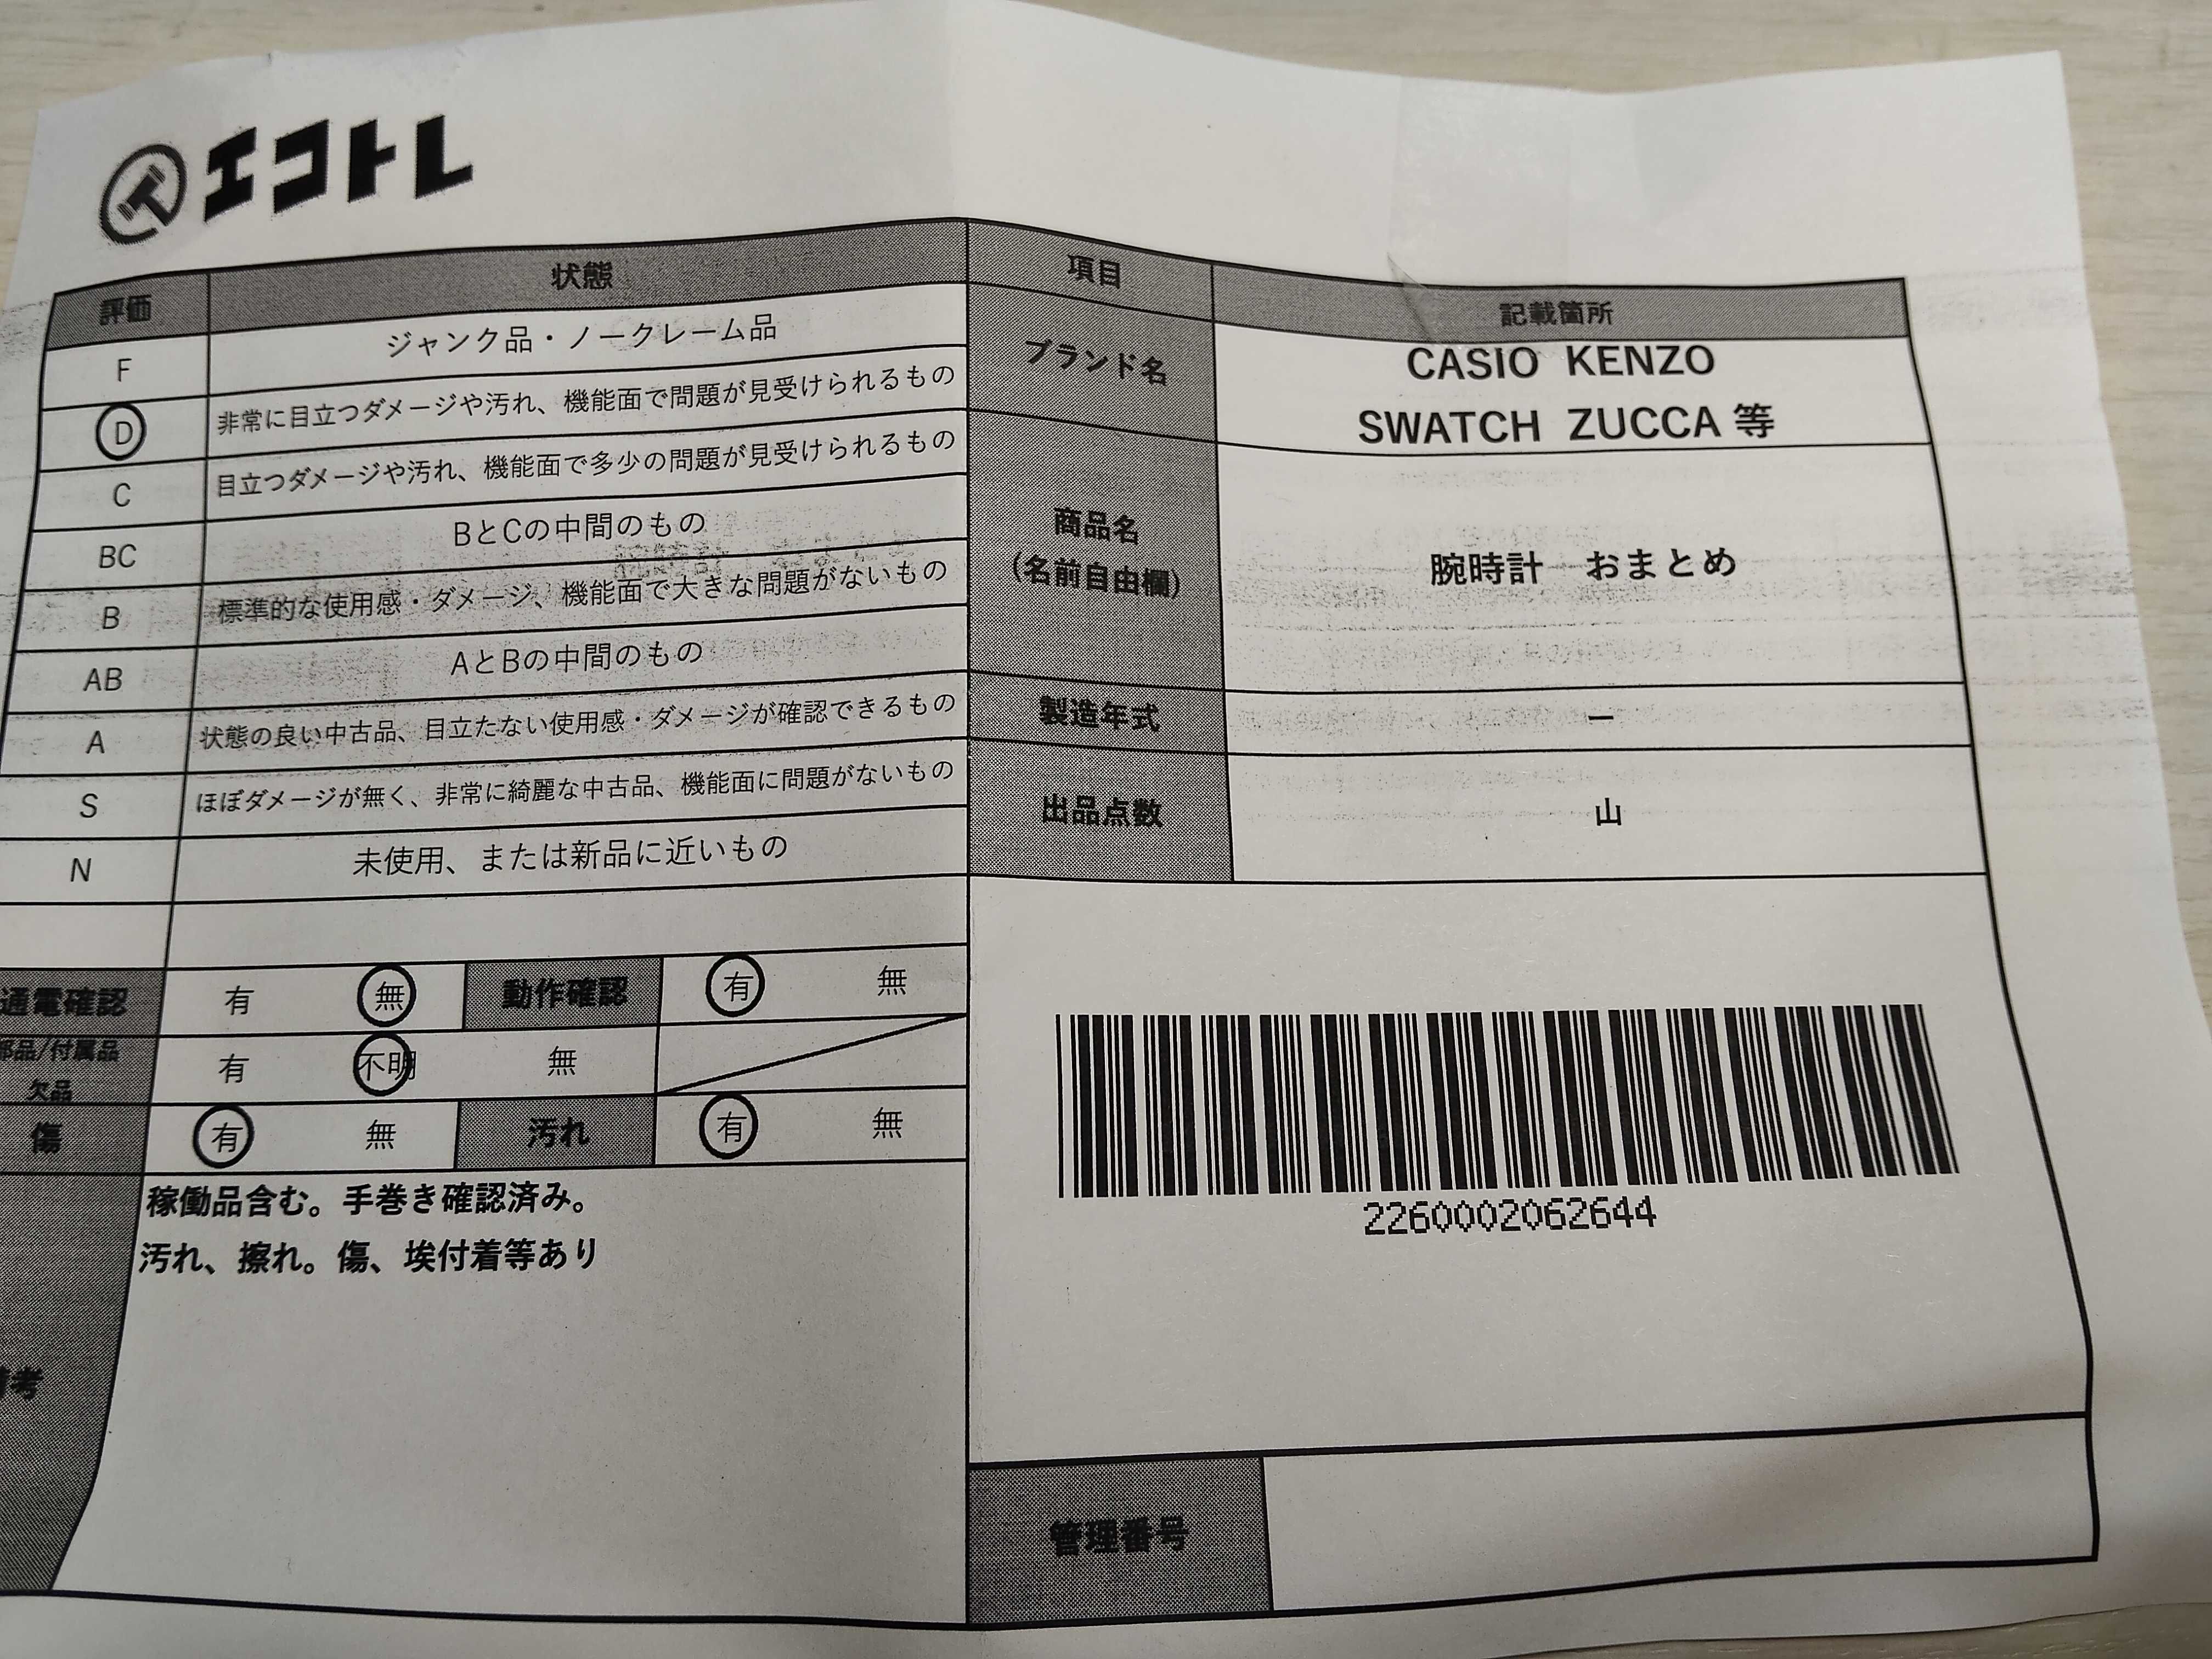 エコトレ
評価 状態
F ジャンク品・ノークレーム品
D 非常に目立つダメージや汚れ、機能面で問題が見受けられるもの
C 目立つダメージや汚れ、機能面で多少の問題が見受けられるもの
BC BとCの中間のもの
B 標準的な使用感・ダメージ、機能面で大きな問題がないもの
AB AとBの中間のもの
A 状態の良い中古品、目立たない使用感・ダメージが確認できるもの
S ほぼダメージが無く、非常に綺麗な中古品、機能面に問題がないもの
N 未使用、または新品に近いもの
通電確認 有 無 動作確認 有 無
部品/付属品
欠品 有 不明 無
傷 有 無 汚れ 有 無
考
稼働品含む。手巻き確認済み。
汚れ、擦れ。傷、埃付着等あり
項目 記載箇所
ブランド名
CASIO KENZO
SWATCH ZUCCA 等
商品名
(名前自由欄)
腕時計 おまとめ
製造年式 ー
出品点数 山
2260002062644
管理番号